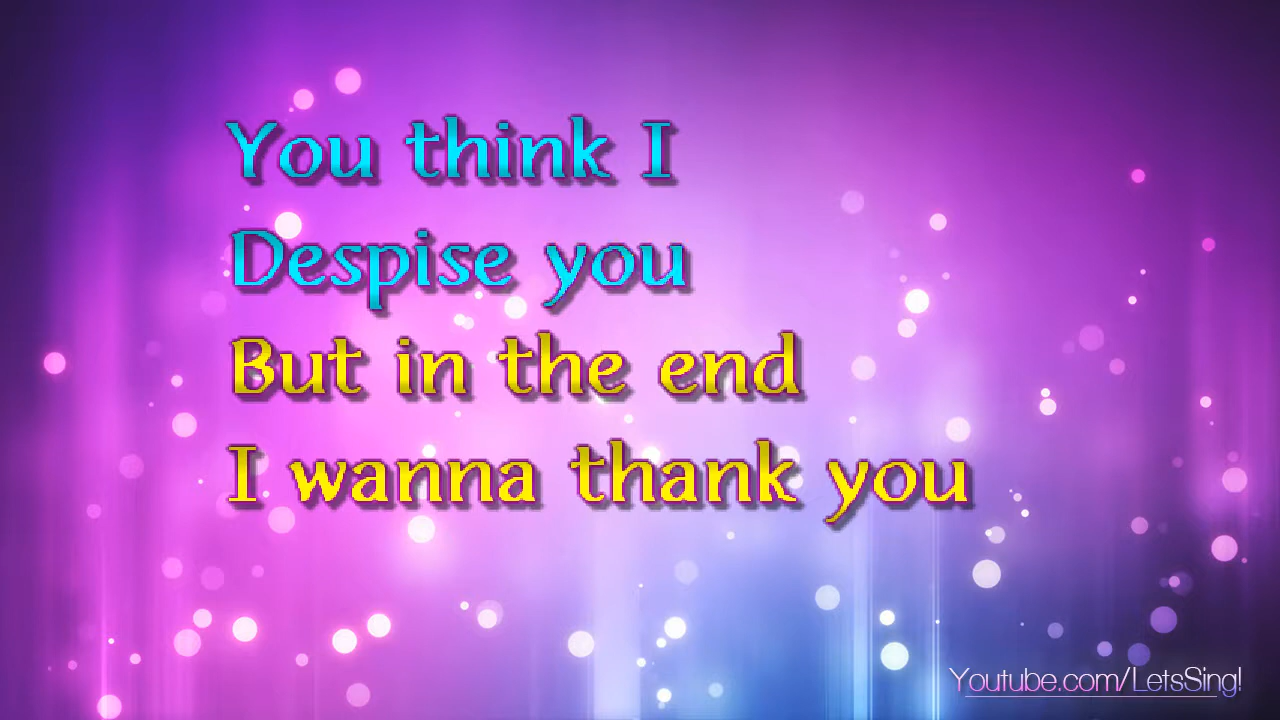 You think I
Despise you
But in the end
I wanna thank you
Youtube.com/LetsSing!